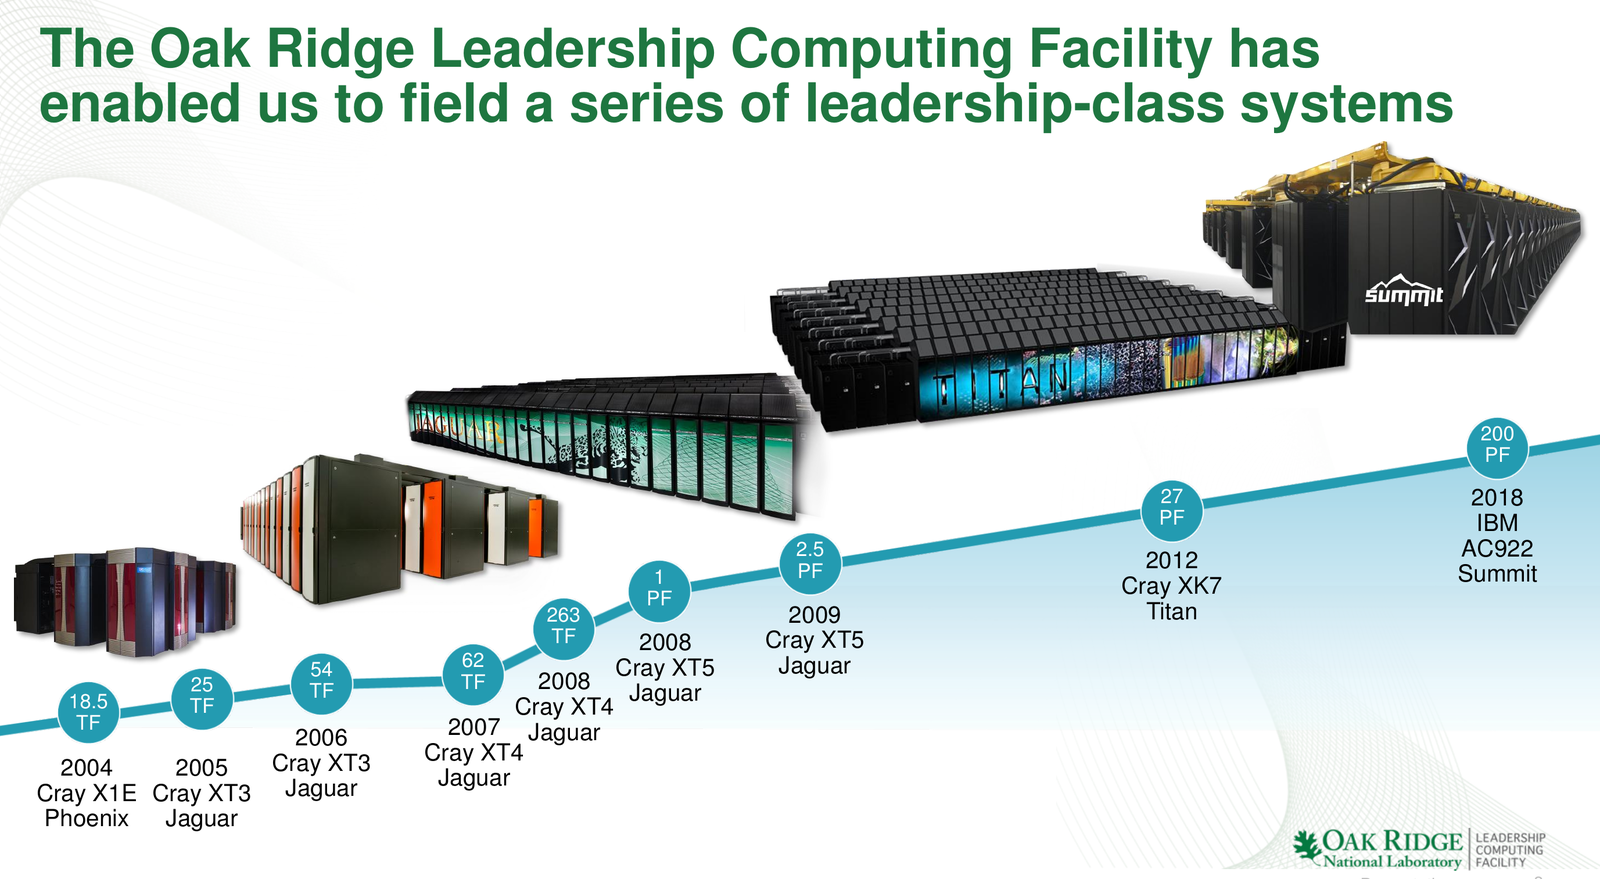 The Oak Ridge Leadership Computing Facility has
enabled us to field a series of leadership-class systems
summit
TITAN
JAGUAR
18.5
TF
2004
Cray X1E
Phoenix
25
TF
2005
Cray XT3
Jaguar
54
TF
2006
Cray XT3
Jaguar
62
TF
2007
Cray XT4
Jaguar
263
TF
2008
Cray XT4
Jaguar
1
PF
2008
Cray XT5
Jaguar
2.5
PF
2009
Cray XT5
Jaguar
27
PF
2012
Cray XK7
Titan
200
PF
2018
IBM
AC922
Summit
OAK RIDGE
National Laboratory
LEADERSHIP
COMPUTING
FACILITY